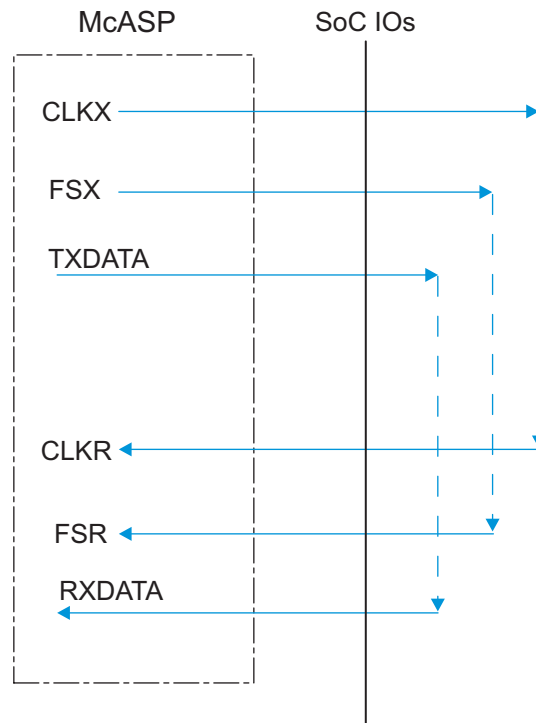 McASP
SoC IOs
CLKX
FSX
TXDATA
CLKR
FSR
RXDATA